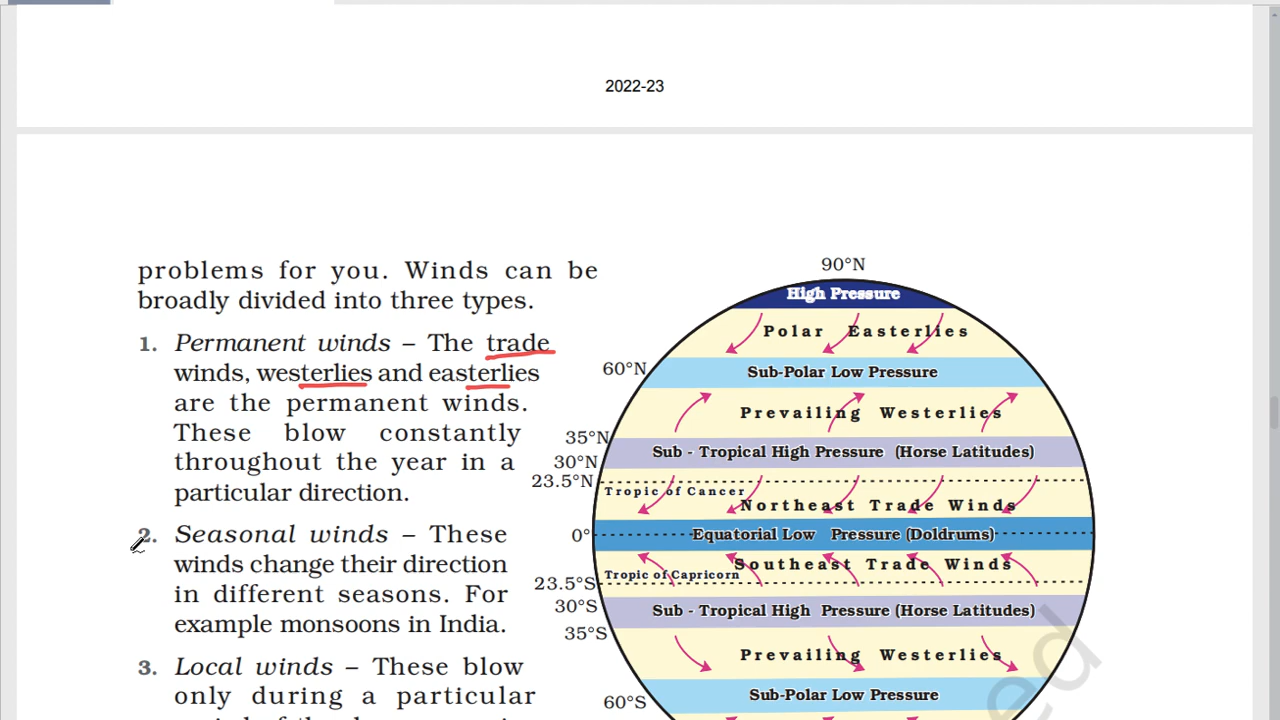 2022-23
problems for you. Winds can be
broadly divided into three types.
1. Permanent winds – The trade
winds, westerlies and easterlies
are the permanent winds.
These blow constantly
throughout the year in a
particular direction.
2. Seasonal winds – These
winds change their direction
in different seasons. For
example monsoons in India.
3. Local winds – These blow
only during a particular
90°N
High Pressure
Polar Easterlies
60°N
Sub-Polar Low Pressure
Prevailing Westerlies
35°N
Sub - Tropical High Pressure (Horse Latitudes)
30°N
23.5°N
Tropic of Cancer
Northeast Trade Winds
0°
Equatorial Low Pressure (Doldrums)
Southeast Trade Winds
Tropic of Capricorn
23.5°S
30°S
Sub - Tropical High Pressure (Horse Latitudes)
35°S
Prevailing Westerlies
Sub-Polar Low Pressure
60°S
ed